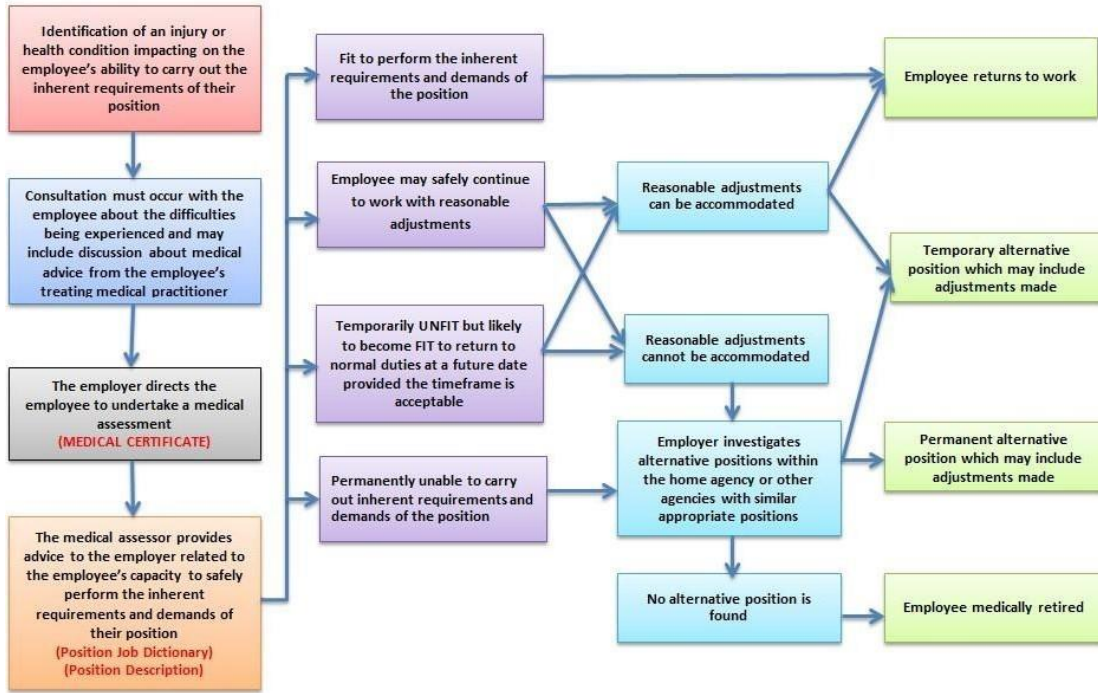 Identification of an injury or
health condition impacting on the
employee's ability to carry out the
inherent requirements of their
position
Consultation must occur with the
employee about the difficulties
being experienced and may
include discussion about medical
advice from the employee's
treating medical practitioner
The employer directs the
employee to undertake a medical
assessment
(MEDICAL CERTIFICATE)
The medical assessor provides
advice to the employer related to
the employee's capacity to safely
perform the inherent
requirements and demands of
their position
(Position Job Dictionary)
(Position Description)
Fit to perform the inherent
requirements and demands of
the position
Employee may safely continue
to work with reasonable
adjustments
Temporarily UNFIT but likely
to become FIT to return to
normal duties at a future date
provided the timeframe is
acceptable
Permanently unable to carry
out inherent requirements and
demands of the position
Reasonable adjustments
can be accommodated
Reasonable adjustments
cannot be accommodated
Employer investigates
alternative positions within
the home agency or other
agencies with similar
appropriate positions
No alternative position is
found
Employee returns to work
Temporary alternative
position which may include
adjustments made
Permanent alternative
position which may include
adjustments made
Employee medically retired